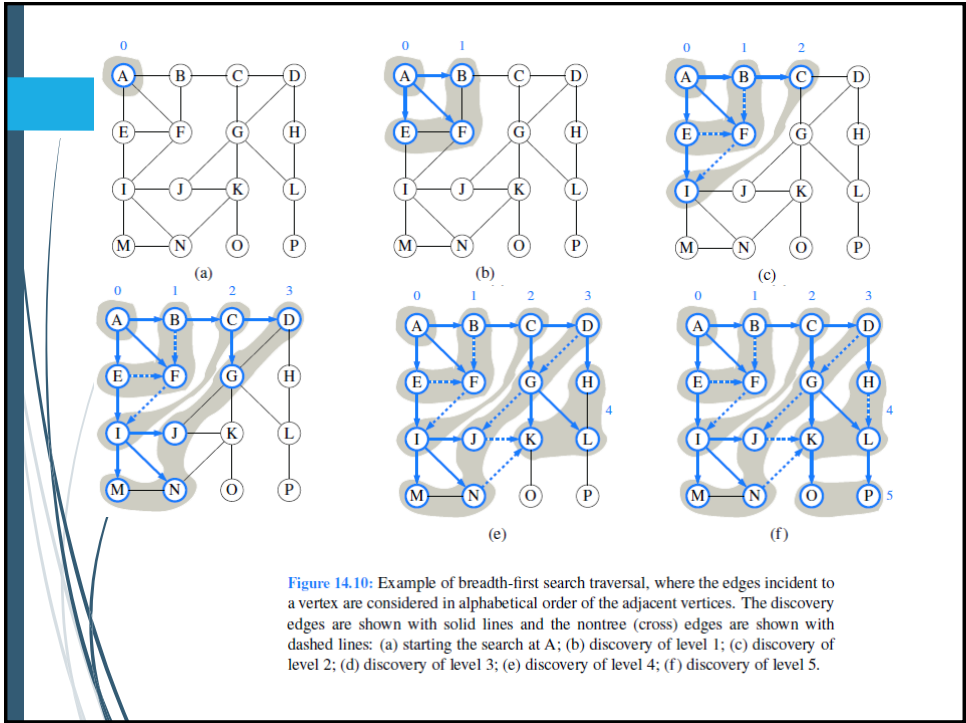 0 0 1 0 1 2
A B C D A B C D A B C D
E F G H E F G H E F G H
I J K L I J K L I J K L
M N O P M N O P M N O P
(a) (b) (c)
0 1 2 3 0 1 2 3 0 1 2 3
A B C D A B C D A B C D
E F G H E F G H E F G H
4 4
I J K L I J K L I J K L
M N O P M N O P M N O P 5
(e) (f)
Figure 14.10: Example of breadth-first search traversal, where the edges incident to
a vertex are considered in alphabetical order of the adjacent vertices. The discovery
edges are shown with solid lines and the nontree (cross) edges are shown with
dashed lines: (a) starting the search at A; (b) discovery of level 1; (c) discovery of
level 2; (d) discovery of level 3; (e) discovery of level 4; (f) discovery of level 5.